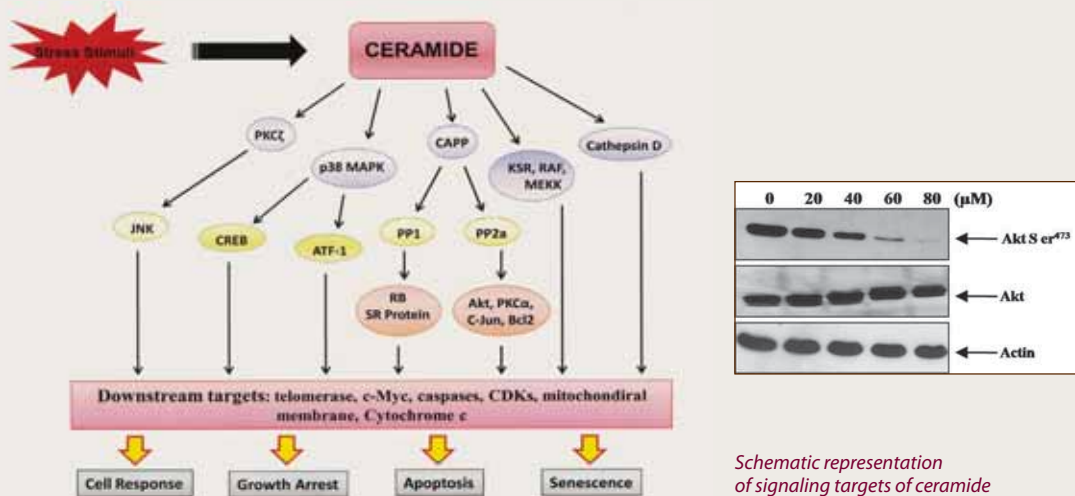 Stress Stimuli
CERAMIDE
PKCζ
p38 MAPK
CAPP
KSR, RAF,
MEKK
Cathepsin D
JNK
CREB
ATF-1
PP1
PP2a
RB
SR Protein
Akt, PKCα,
C-Jun, Bcl2
Downstream targets: telomerase, c-Myc, caspases, CDKs, mitochondiral
membrane, Cytochrome c
Cell Response
Growth Arrest
Apoptosis
Senescence
0 20 40 60 80 (µM)
Akt S er⁴⁷³
Akt
Actin
Schematic representation
of signaling targets of ceramide